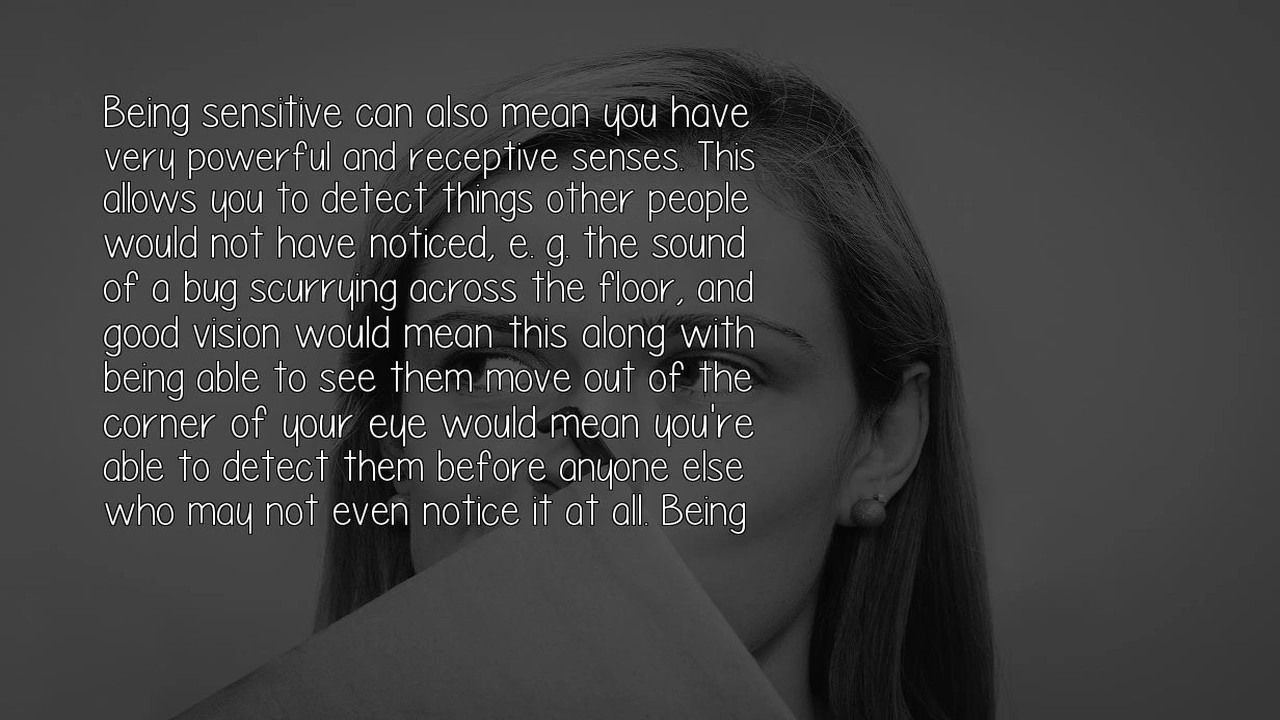 Being sensitive can also mean you have
very powerful and receptive senses. This
allows you to detect things other people
would not have noticed, e. g. the sound
of a bug scurrying across the floor, and
good vision would mean this along with
being able to see them move out of the
corner of your eye would mean you're
able to detect them before anyone else
who may not even notice it at all. Being